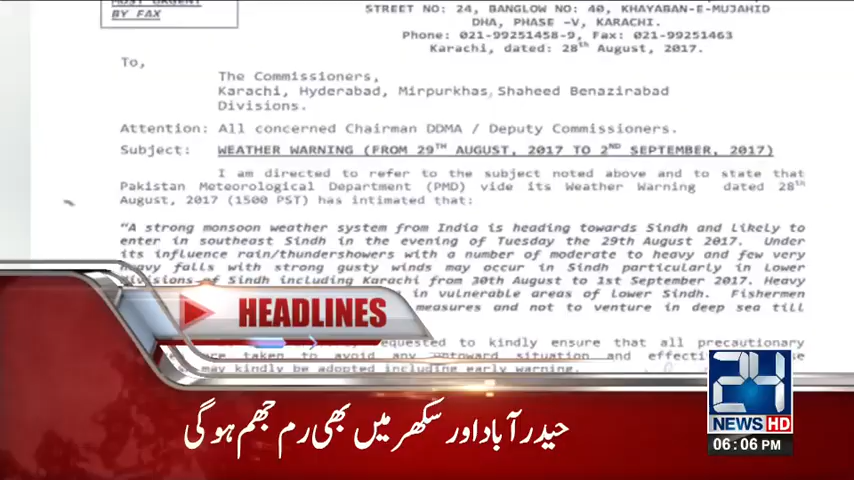 MOST URGENT
BY FAX
STREET NO: 24, BANGLOW NO: 40, KHAYABAN-E-MUJAHID
DHA, PHASE -V, KARACHI.
Phone: 021-99251458-9, Fax: 021-99251463
Karachi, dated: 28th August, 2017.
To,
The Commissioners,
Karachi, Hyderabad, Mirpurkhas, Shaheed Benazirabad
Divisions.
Attention: All concerned Chairman DDMA / Deputy Commissioners.
Subject: WEATHER WARNING (FROM 29TH AUGUST, 2017 TO 2ND SEPTEMBER, 2017)
I am directed to refer to the subject noted above and to state that
Pakistan Meteorological Department (PMD) vide its Weather Warning dated 28th
August, 2017 (1500 PST) has intimated that:
"A strong monsoon weather system from India is heading towards Sindh and likely to
enter in southeast Sindh in the evening of Tuesday the 29th August 2017. Under
its influence rain/thundershowers with a number of moderate to heavy and few very
heavy falls with strong gusty winds may occur in Sindh particularly in Lower
divisions of Sindh including Karachi from 30th August to 1st September 2017. Heavy
in vulnerable areas of Lower Sindh. Fishermen
measures and not to venture in deep sea till
requested to kindly ensure that all precautionary
taken to avoid any untoward situation and
may kindly be adopted including early warning.
HEADLINES
24
NEWS HD
06:06 PM
حیدر آباد اور سکھر میں بھی رم جھم ہو گی